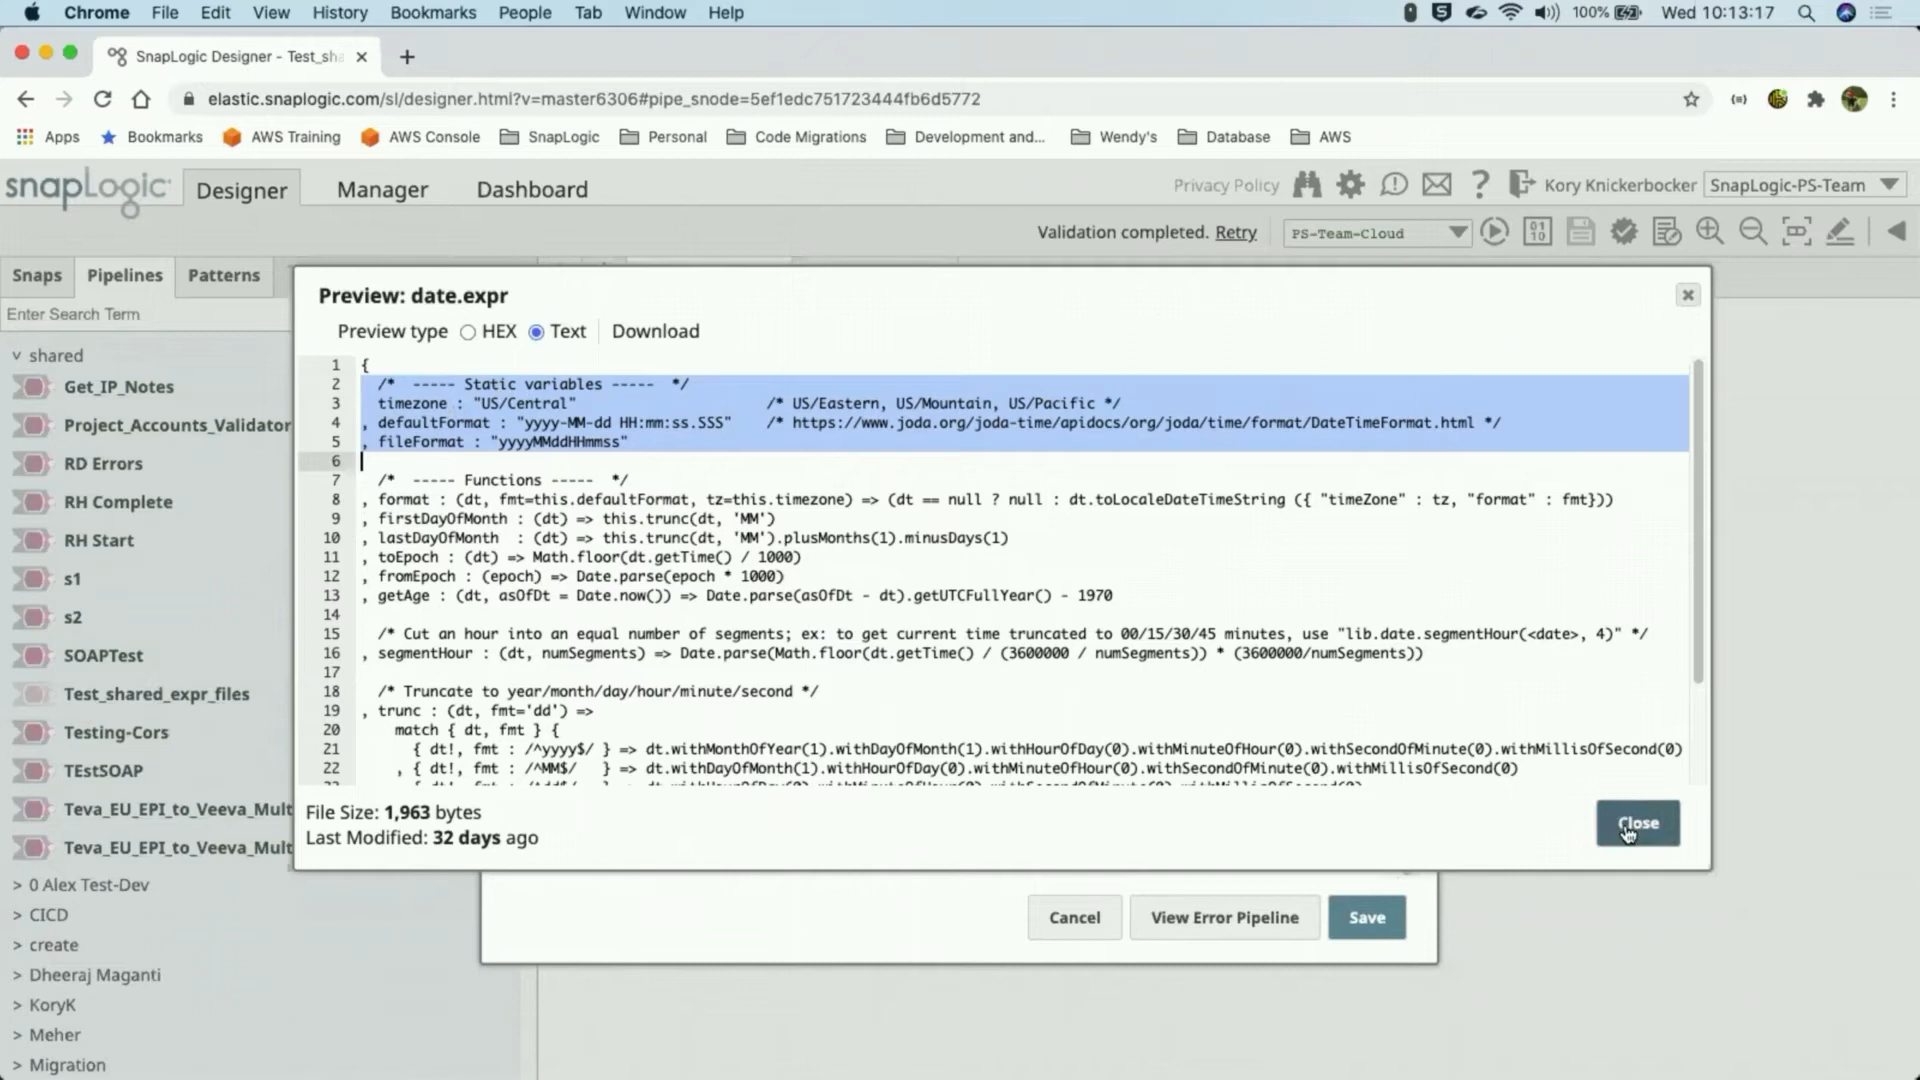 Chrome File Edit View History Bookmarks People Tab Window Help 100% Wed 10:13:17
SnapLogic Designer - Test_sha
elastic.snaplogic.com/sl/designer.html?v=master6306#pipe_snode=5ef1edc751723444fb6d5772
Apps Bookmarks AWS Training AWS Console SnapLogic Personal Code Migrations Development and... Wendy's Database AWS
snapLogic Designer Manager Dashboard Privacy Policy Kory Knickerbocker SnapLogic-PS-Team
Validation completed. Retry PS-Team-Cloud
Snaps Pipelines Patterns
Enter Search Term
shared
Get_IP_Notes
Project_Accounts_Validator
RD Errors
RH Complete
RH Start
s1
s2
SOAPTest
Test_shared_expr_files
Testing-Cors
TEstSOAP
Teva_EU_EPI_to_Veeva_Mult
Teva_EU_EPI_to_Veeva_Mult
> 0 Alex Test-Dev
> CICD
> create
> Dheeraj Maganti
> KoryK
> Meher
> Migration
Preview: date.expr
Preview type HEX Text Download
1 {
2 /* ----- Static variables ----- */
3 timezone : "US/Central" /* US/Eastern, US/Mountain, US/Pacific */
4 , defaultFormat : "yyyy-MM-dd HH:mm:ss.SSS" /* https://www.joda.org/joda-time/apidocs/org/joda/time/format/DateTimeFormat.html */
5 , fileFormat : "yyyyMMddHHmmss"
6
7 /* ----- Functions ----- */
8 , format : (dt, fmt=this.defaultFormat, tz=this.timezone) => (dt == null ? null : dt.toLocaleDateTimeString ({ "timeZone" : tz, "format" : fmt}))
9 , firstDayOfMonth : (dt) => this.trunc(dt, 'MM')
10 , lastDayOfMonth : (dt) => this.trunc(dt, 'MM').plusMonths(1).minusDays(1)
11 , toEpoch : (dt) => Math.floor(dt.getTime() / 1000)
12 , fromEpoch : (epoch) => Date.parse(epoch * 1000)
13 , getAge : (dt, asOfDt = Date.now()) => Date.parse(asOfDt - dt).getUTCFullYear() - 1970
14
15 /* Cut an hour into an equal number of segments; ex: to get current time truncated to 00/15/30/45 minutes, use "lib.date.segmentHour(<date>, 4)" */
16 , segmentHour : (dt, numSegments) => Date.parse(Math.floor(dt.getTime() / (3600000 / numSegments)) * (3600000/numSegments))
17
18 /* Truncate to year/month/day/hour/minute/second */
19 , trunc : (dt, fmt='dd') =>
20 match { dt, fmt } {
21 { dt!, fmt : /^yyyy$/ } => dt.withMonthOfYear(1).withDayOfMonth(1).withHourOfDay(0).withMinuteOfHour(0).withSecondOfMinute(0).withMillisOfSecond(0)
22 , { dt!, fmt : /^MM$/ } => dt.withDayOfMonth(1).withHourOfDay(0).withMinuteOfHour(0).withSecondOfMinute(0).withMillisOfSecond(0)
File Size: 1,963 bytes
Last Modified: 32 days ago
Close
Cancel View Error Pipeline Save